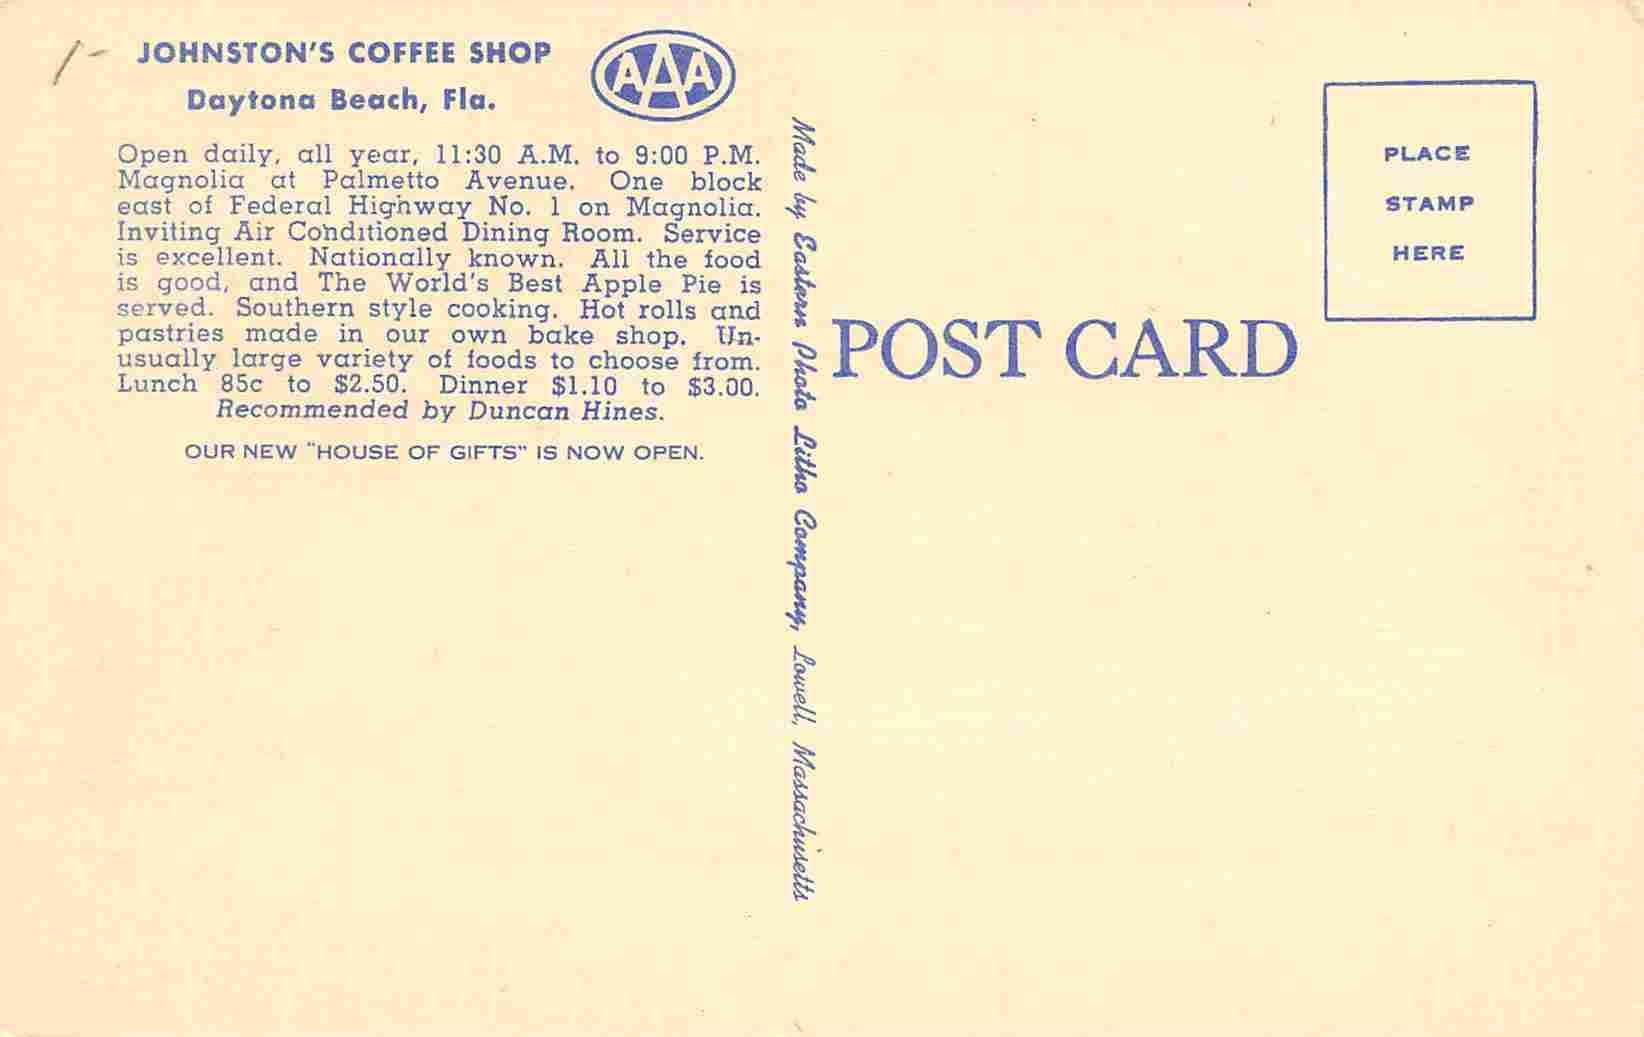 1-
JOHNSTON'S COFFEE SHOP
Daytona Beach, Fla.
AAA
Open daily, all year, 11:30 A.M. to 9:00 P.M.
Magnolia at Palmetto Avenue. One block
east of Federal Highway No. 1 on Magnolia.
Inviting Air Conditioned Dining Room. Service
is excellent. Nationally known. All the food
is good, and The World's Best Apple Pie is
served. Southern style cooking. Hot rolls and
pastries made in our own bake shop. Un-
usually large variety of foods to choose from.
Lunch 85c to $2.50. Dinner $1.10 to $3.00.
Recommended by Duncan Hines.
OUR NEW "HOUSE OF GIFTS" IS NOW OPEN.
Made by Eastern Photo Litho Company, Lowell, Massachusetts
POST CARD
PLACE
STAMP
HERE